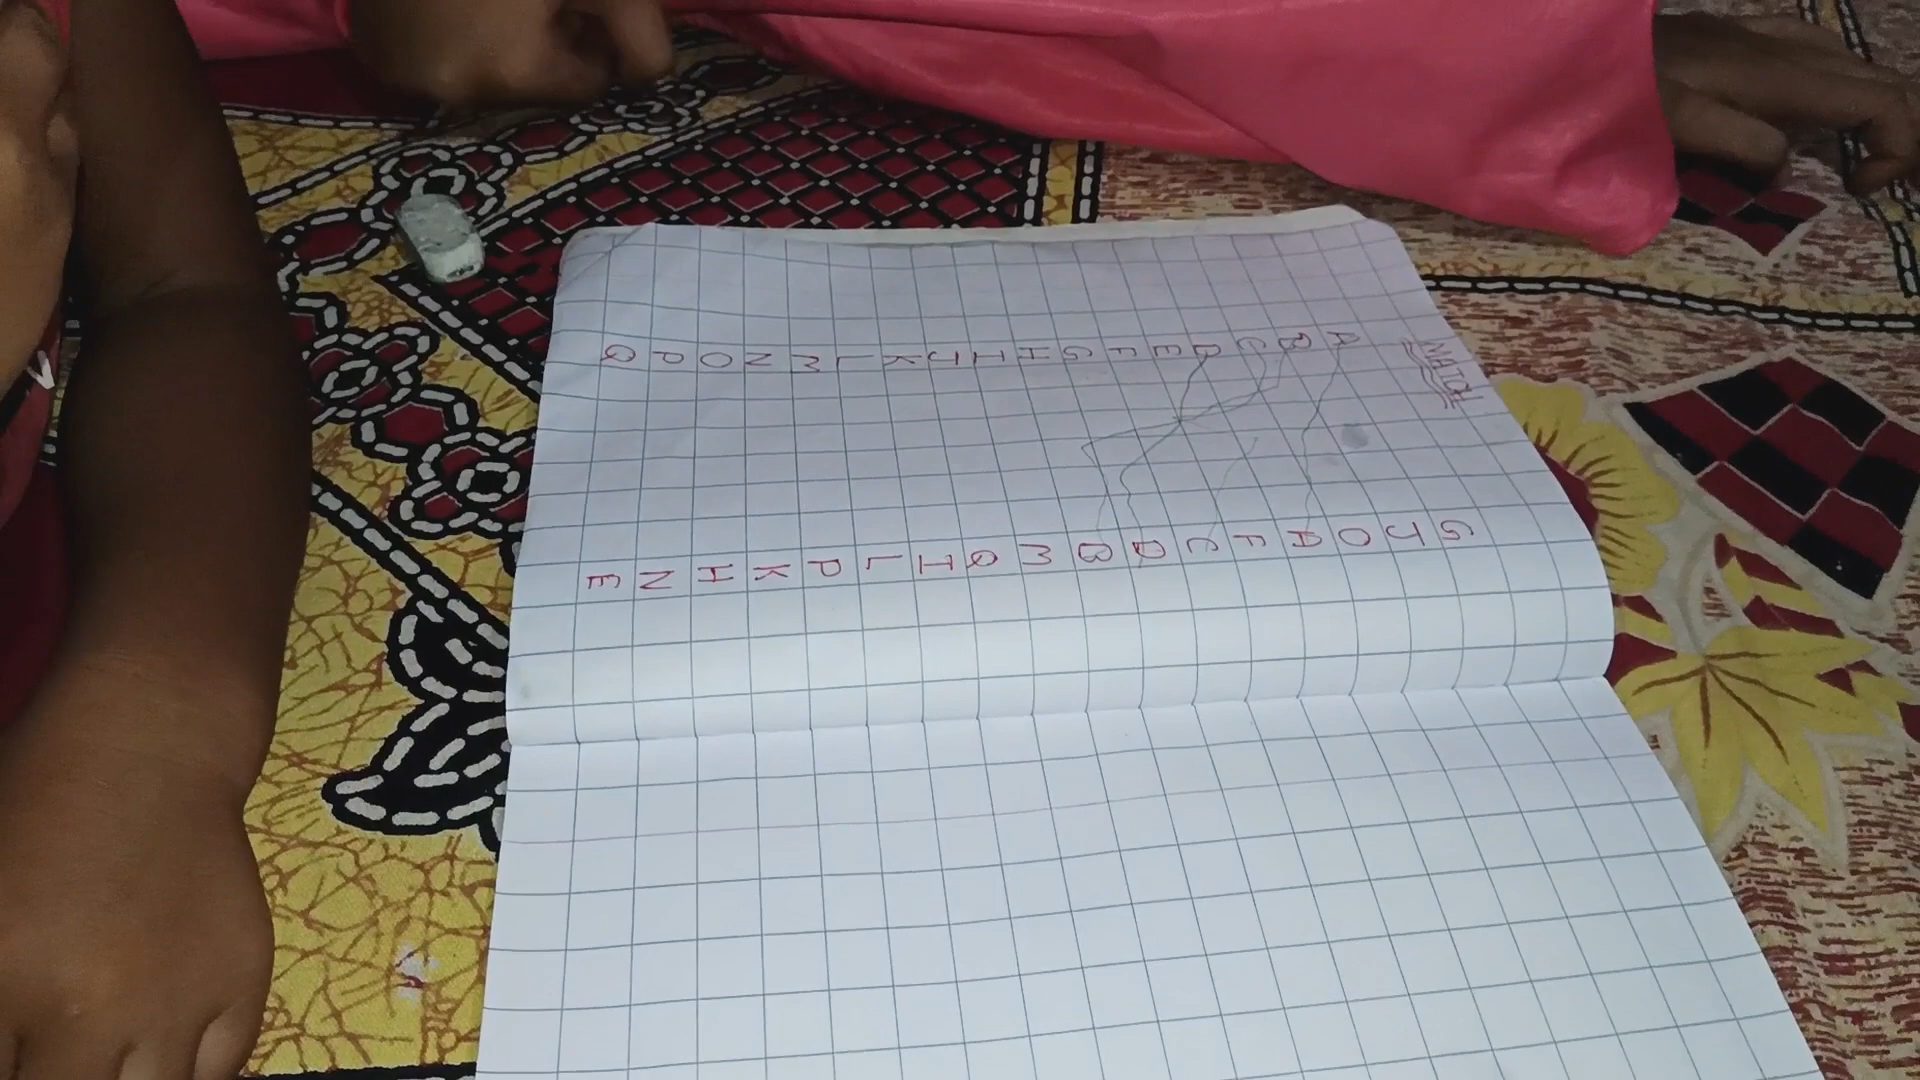 MATCH
A G
B J
C O
D A
E F
F C
G D
H B
I M
J Q
K I
L L
M P
N K
O H
P N
Q E